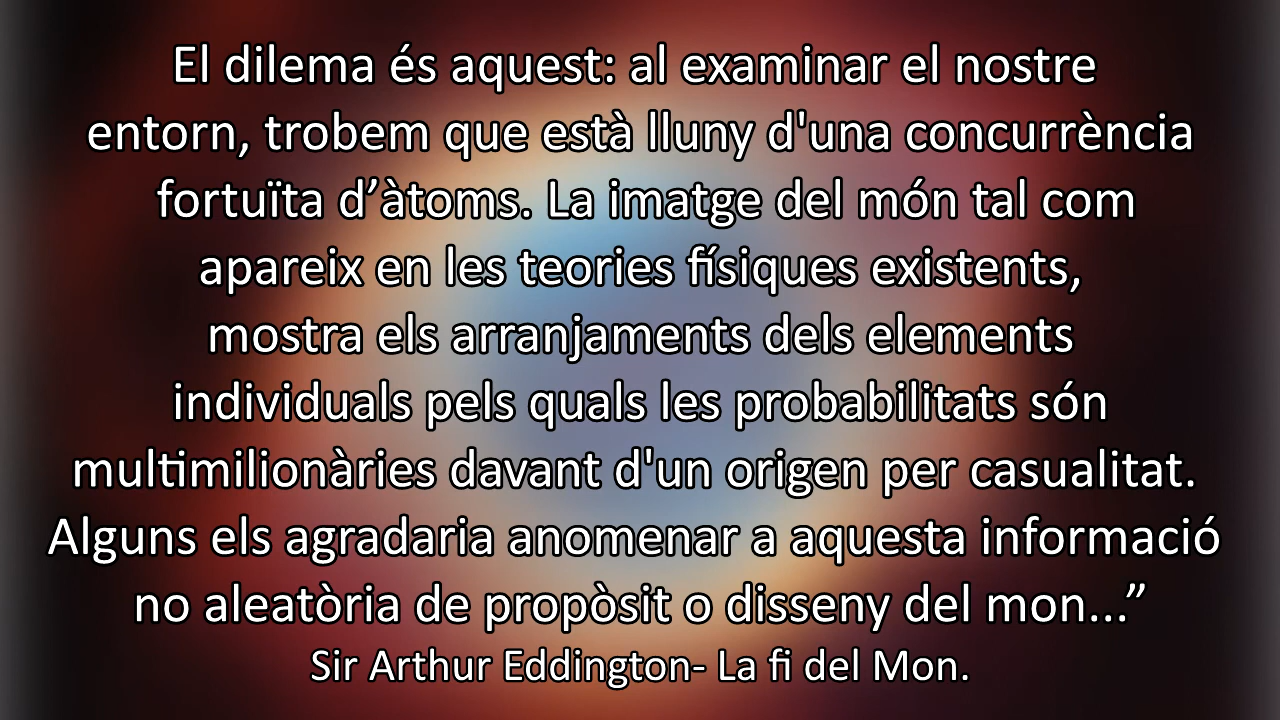 El dilema és aquest: al examinar el nostre
entorn, trobem que està lluny d'una concurrència
fortuïta d’àtoms. La imatge del món tal com
apareix en les teories físiques existents,
mostra els arranjaments dels elements
individuals pels quals les probabilitats són
multimilionàries davant d'un origen per casualitat.
Alguns els agradaria anomenar a aquesta informació
no aleatòria de propòsit o disseny del mon...”
Sir Arthur Eddington- La fi del Mon.